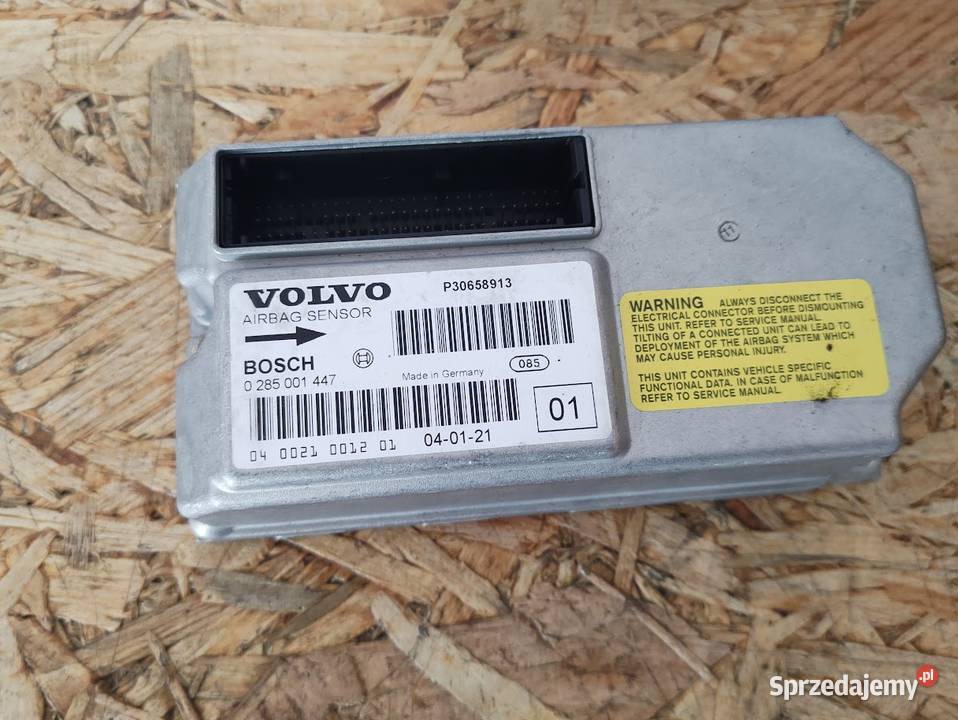 VOLVO P30658913
AIRBAG SENSOR
BOSCH
0 285 001 447 Made in Germany 085
04 0021 0012 01 04-01-21 01
WARNING ALWAYS DISCONNECT THE
ELECTRICAL CONNECTOR BEFORE DISMOUNTING
THIS UNIT. REFER TO SERVICE MANUAL.
TILTING OF A CONNECTED UNIT CAN LEAD TO
DEPLOYMENT OF THE AIRBAG SYSTEM WHICH
MAY CAUSE PERSONAL INJURY.
THIS UNIT CONTAINS VEHICLE SPECIFIC
FUNCTIONAL DATA. IN CASE OF MALFUNCTION
REFER TO SERVICE MANUAL.
Sprzedajemy.pl